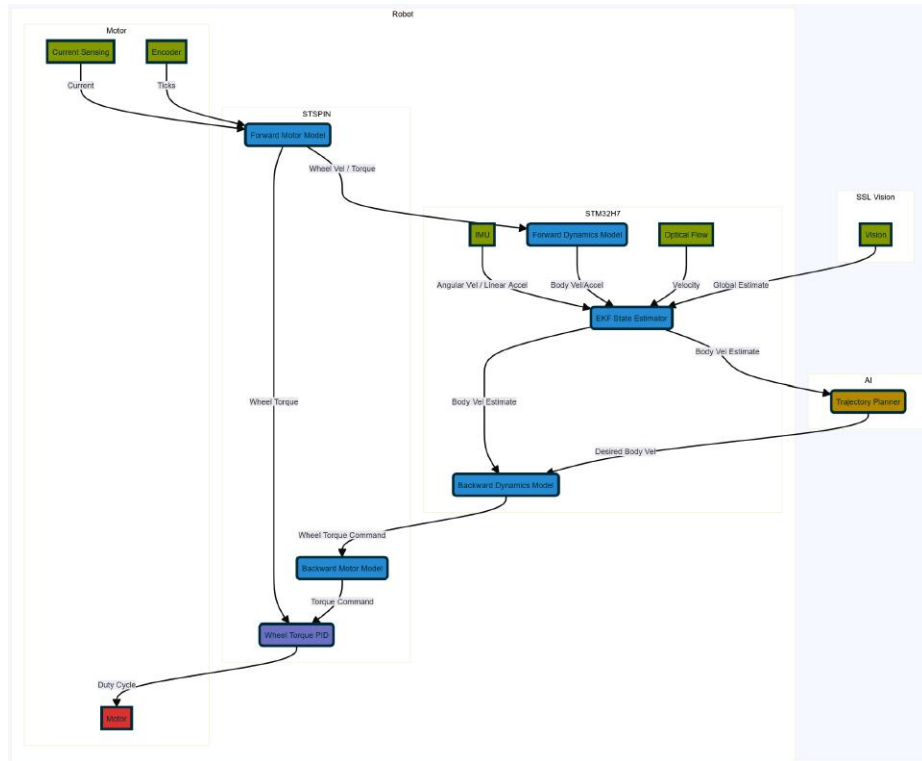 Robot
Motor
Current Sensing
Encoder
Current
Ticks
STSPIN
Forward Motor Model
Wheel Vel / Torque
SSL Vision
STM32H7
IMU
Forward Dynamics Model
Optical Flow
Vision
Angular Vel / Linear Accel
Body Vel/Accel
Velocity
Global Estimate
EKF State Estimator
Body Vel Estimate
AI
Wheel Torque
Body Vel Estimate
Trajectory Planner
Desired Body Vel
Backward Dynamics Model
Wheel Torque Command
Backward Motor Model
Torque Command
Wheel Torque PID
Duty Cycle
Motor